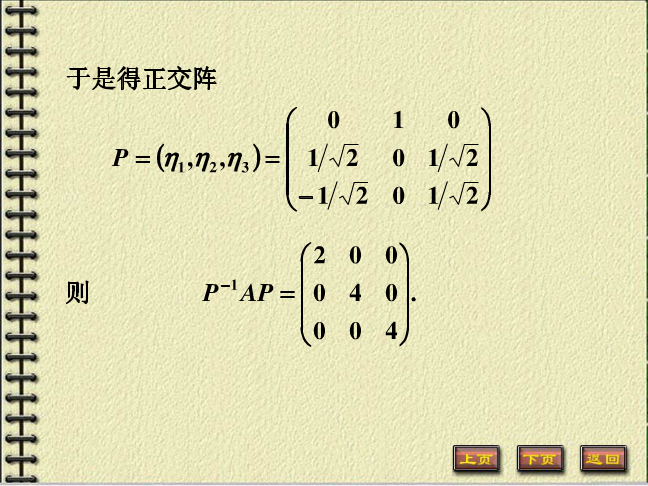 于是得正交阵
0 1 0
P = (η₁,η₂,η₃) = 1/√2 0 1/√2
−1/√2 0 1/√2
2 0 0
则 P⁻¹AP = 0 4 0 .
0 0 4
上页 下页 返回